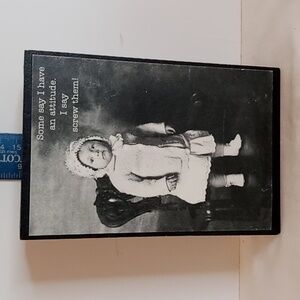 Some say I have
an attitude.
I say
screw them!